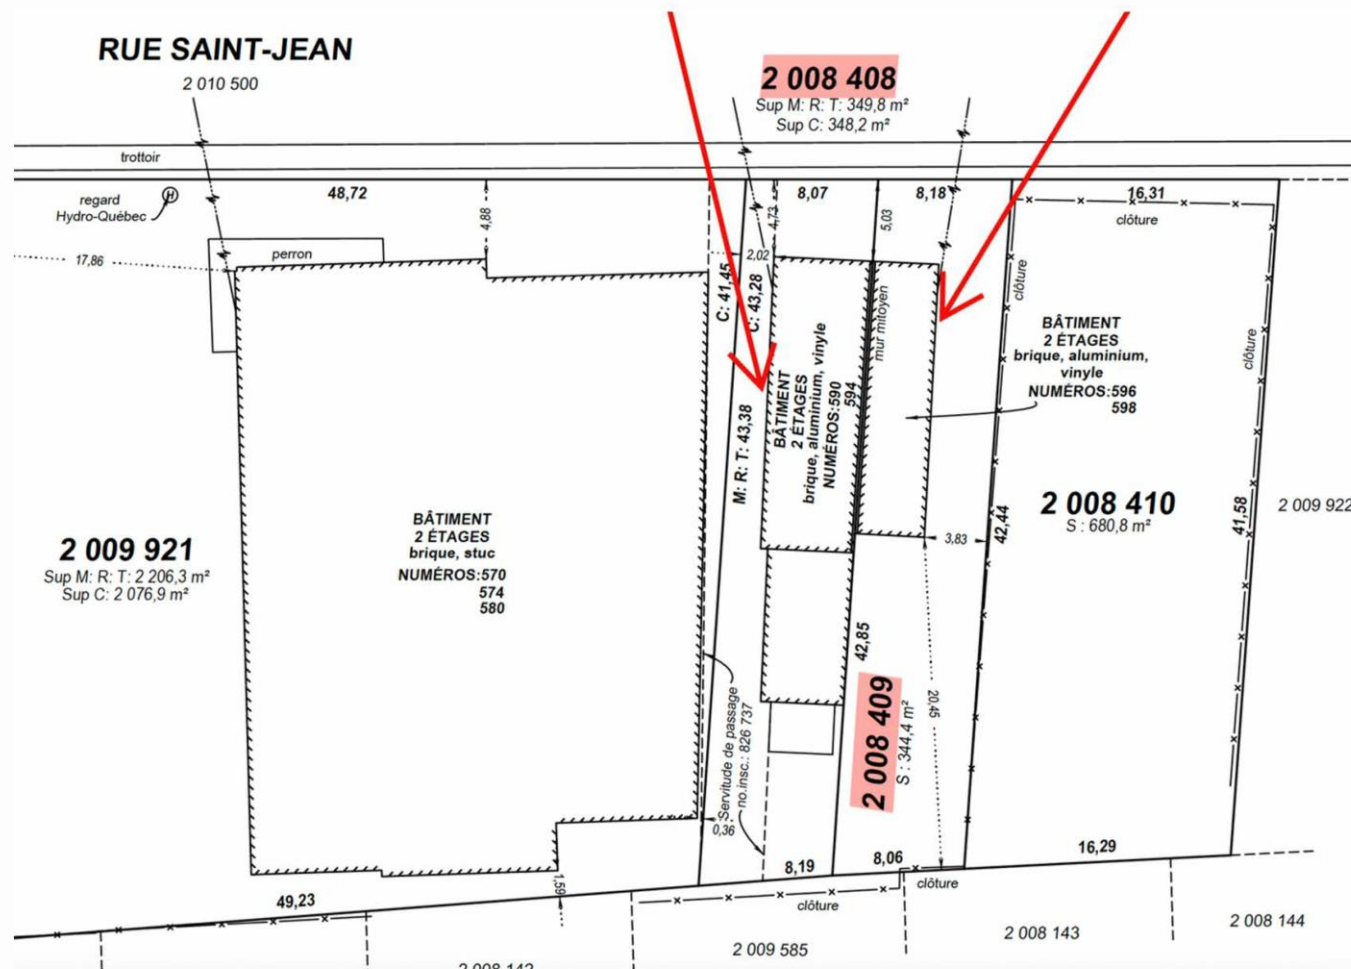 RUE SAINT-JEAN
2 010 500
2 008 408
Sup M: R: T: 349,8 m²
Sup C: 348,2 m²
trottoir
regard
Hydro-Québec
H
48,72
4,88
4,73
8,07
5,03
8,18
16,31
clôture
17,86
perron
2,02
C: 41,45
C: 43,28
M: R: T: 43,38
BÂTIMENT
2 ÉTAGES
brique, aluminium, vinyle
NUMÉROS:590
594
mur mitoyen
clôture
BÂTIMENT
2 ÉTAGES
brique, aluminium,
vinyle
NUMÉROS:596
598
clôture
2 009 921
Sup M: R: T: 2 206,3 m²
Sup C: 2 076,9 m²
BÂTIMENT
2 ÉTAGES
brique, stuc
NUMÉROS:570
574
580
3,83
42,44
2 008 410
S : 680,8 m²
41,58
2 009 922
42,85
20,45
2 008 409
S : 344,4 m²
Servitude de passage
no.insc.: 826 737
0,36
8,19
8,06
16,29
clôture
clôture
1,59
49,23
2 008 142
2 009 585
2 008 143
2 008 144